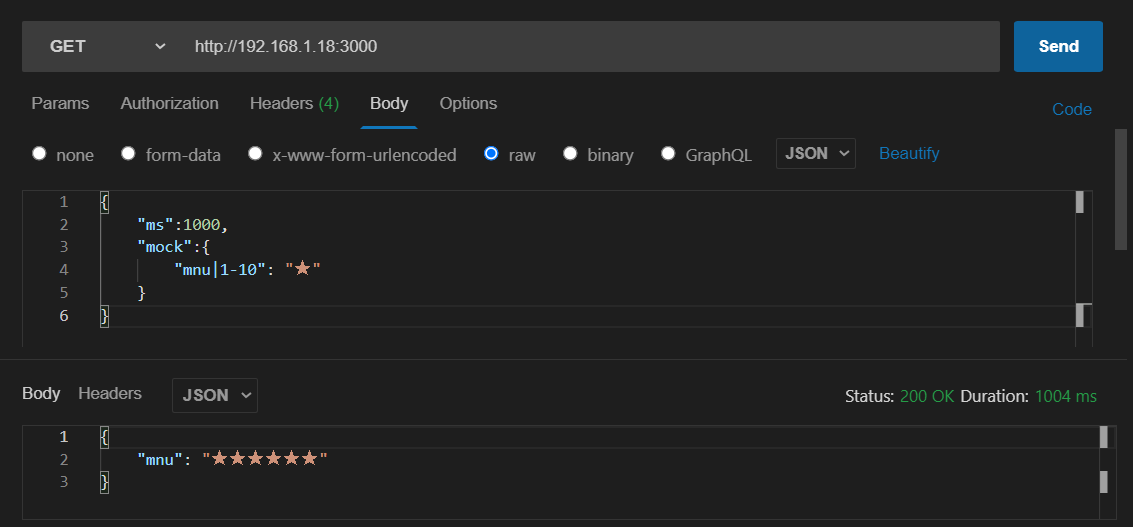 GET http://192.168.1.18:3000 Send
Params Authorization Headers (4) Body Options Code
none form-data x-www-form-urlencoded raw binary GraphQL JSON Beautify
1 {
2 "ms":1000,
3 "mock":{
4 "mnu|1-10": "★"
5 }
6 }
Body Headers JSON Status: 200 OK Duration: 1004 ms
1 {
2 "mnu": "★★★★★★"
3 }